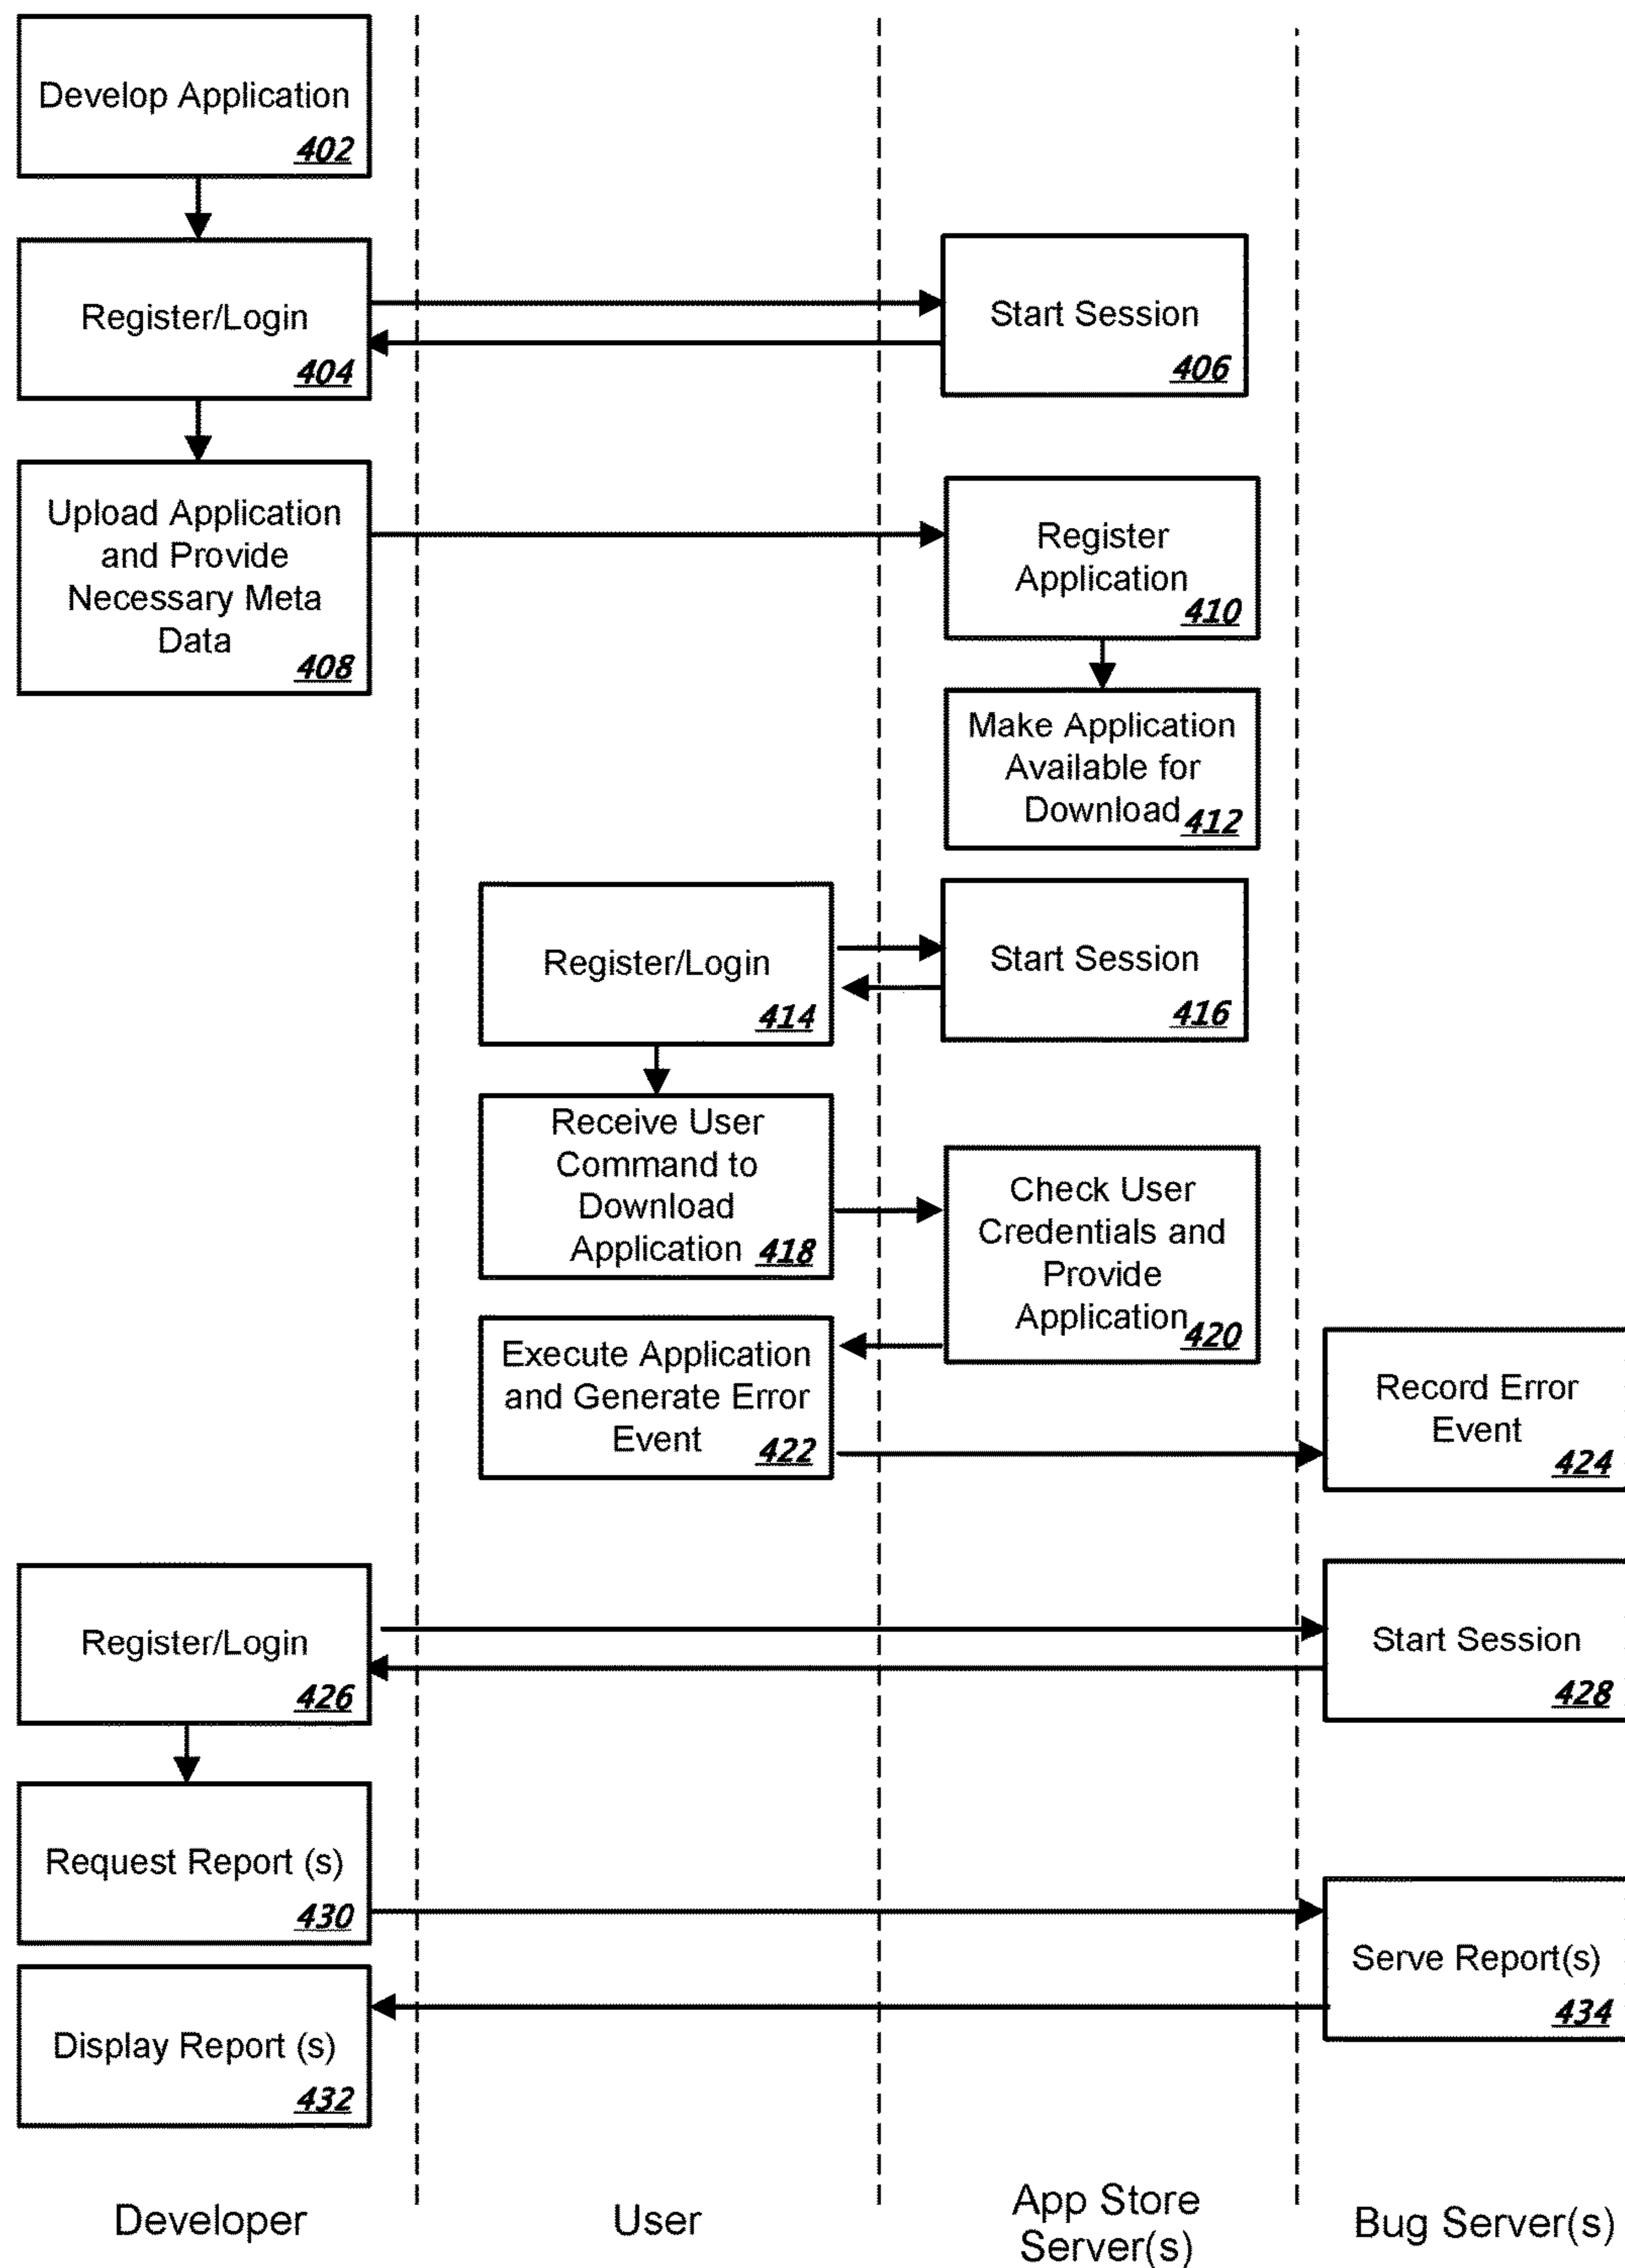 Develop Application
402
Register/Login
404
Start Session
406
Upload Application
and Provide
Necessary Meta
Data
408
Register
Application
410
Make Application
Available for
Download
412
Register/Login
414
Start Session
416
Receive User
Command to
Download
Application
418
Check User
Credentials and
Provide
Application
420
Execute Application
and Generate Error
Event
422
Record Error
Event
424
Register/Login
426
Start Session
428
Request Report (s)
430
Serve Report(s)
434
Display Report (s)
432
Developer
User
App Store
Server(s)
Bug Server(s)